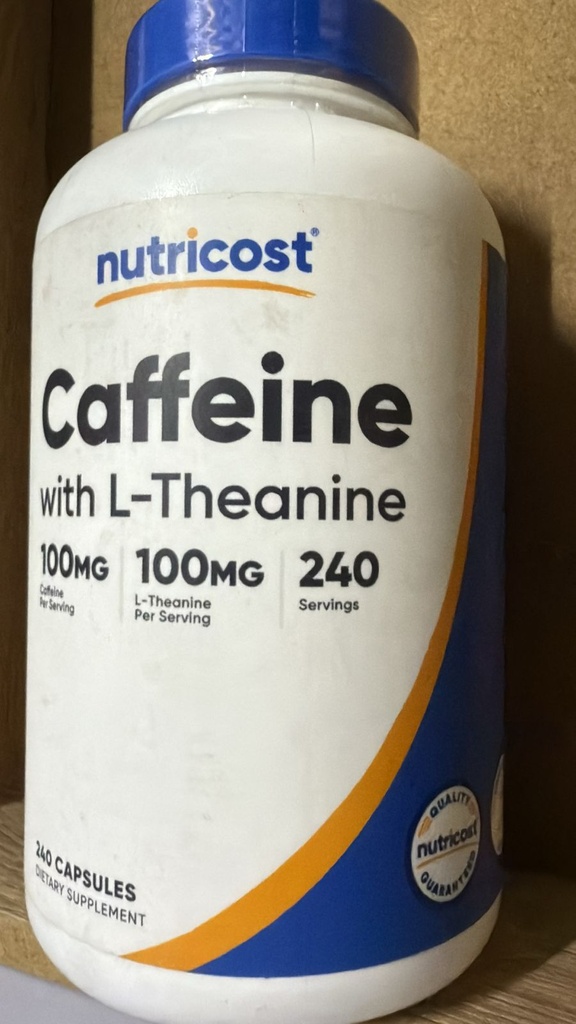 nutricost®
Caffeine
with L-Theanine
100MG
Caffeine
Per Serving
100MG
L-Theanine
Per Serving
240
Servings
240 CAPSULES
DIETARY SUPPLEMENT
QUALITY
nutricost
GUARANTEED